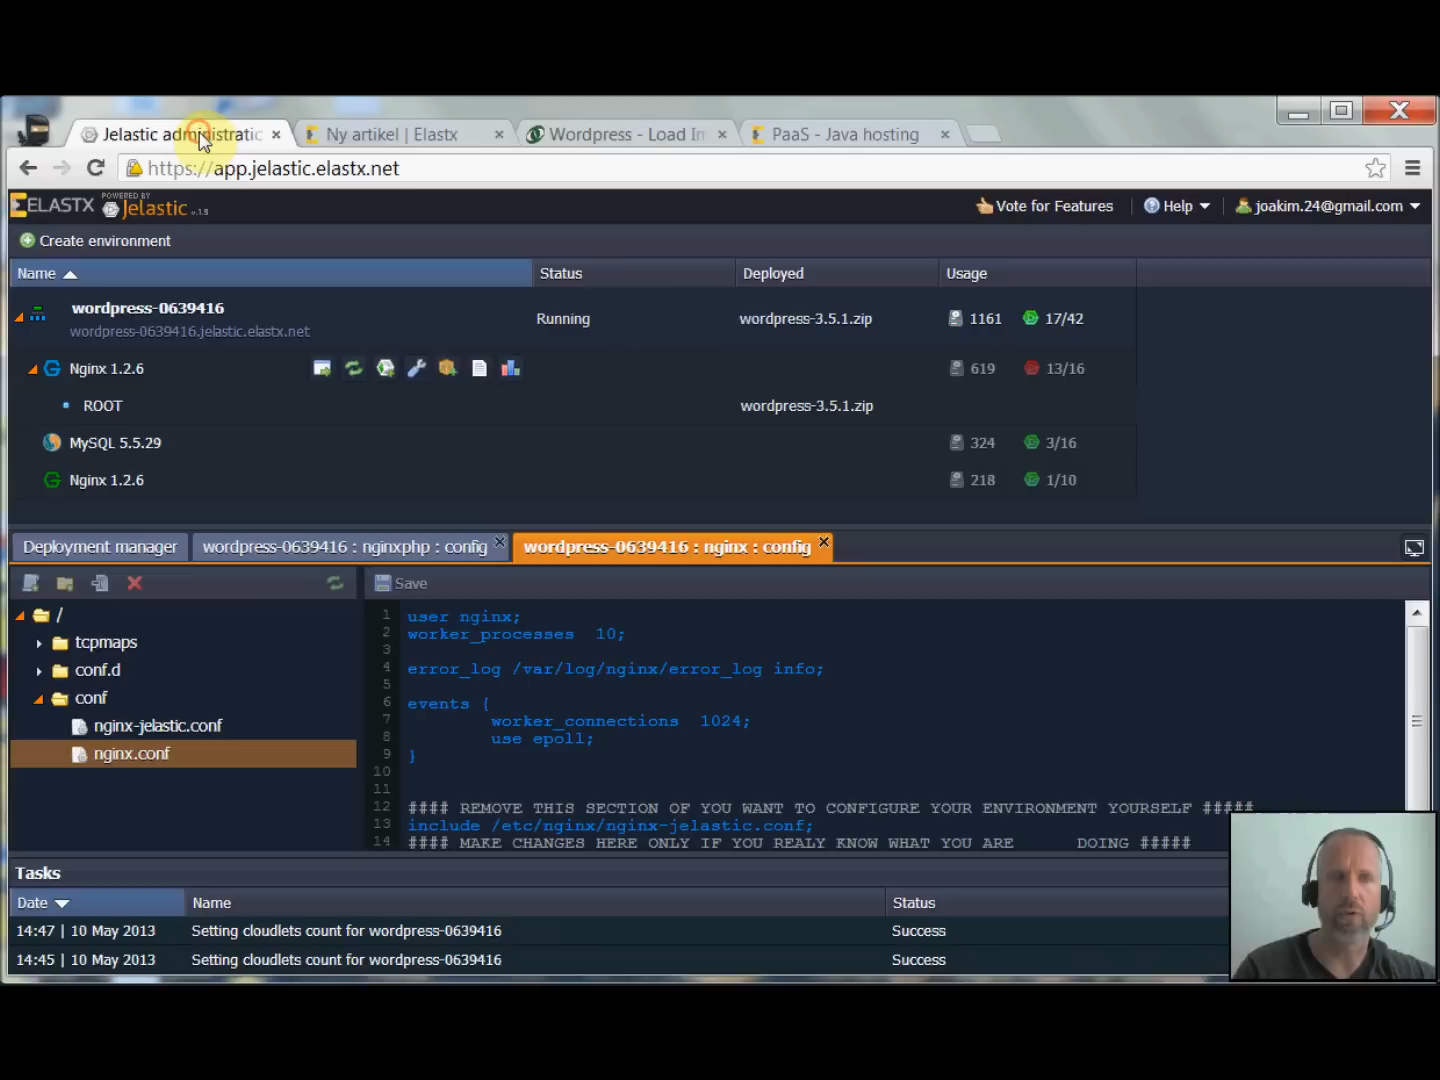 Jelastic administratic
Ny artikel | Elastx
Wordpress - Load Im
PaaS - Java hosting
https://app.jelastic.elastx.net
ELASTX
POWERED BY
Jelastic v.1.9
Vote for Features
Help
joakim.24@gmail.com
Create environment
Name
Status
Deployed
Usage
wordpress-0639416
wordpress-0639416.jelastic.elastx.net
Running
wordpress-3.5.1.zip
1161
17/42
Nginx 1.2.6
619
13/16
ROOT
wordpress-3.5.1.zip
MySQL 5.5.29
324
3/16
Nginx 1.2.6
218
1/10
Deployment manager
wordpress-0639416 : nginxphp : config
wordpress-0639416 : nginx : config
Save
/
tcpmaps
conf.d
conf
nginx-jelastic.conf
nginx.conf
1 user nginx;
2 worker_processes 10;
3
4 error_log /var/log/nginx/error_log info;
5
6 events {
7 worker_connections 1024;
8 use epoll;
9 }
10
11
12 #### REMOVE THIS SECTION OF YOU WANT TO CONFIGURE YOUR ENVIRONMENT YOURSELF #####
13 include /etc/nginx/nginx-jelastic.conf;
14 #### MAKE CHANGES HERE ONLY IF YOU REALY KNOW WHAT YOU ARE DOING #####
Tasks
Date
Name
Status
14:47 | 10 May 2013
Setting cloudlets count for wordpress-0639416
Success
14:45 | 10 May 2013
Setting cloudlets count for wordpress-0639416
Success